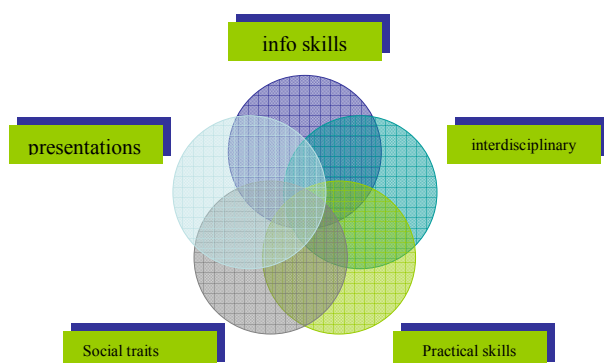 info skills
presentations
interdisciplinary
Social traits
Practical skills